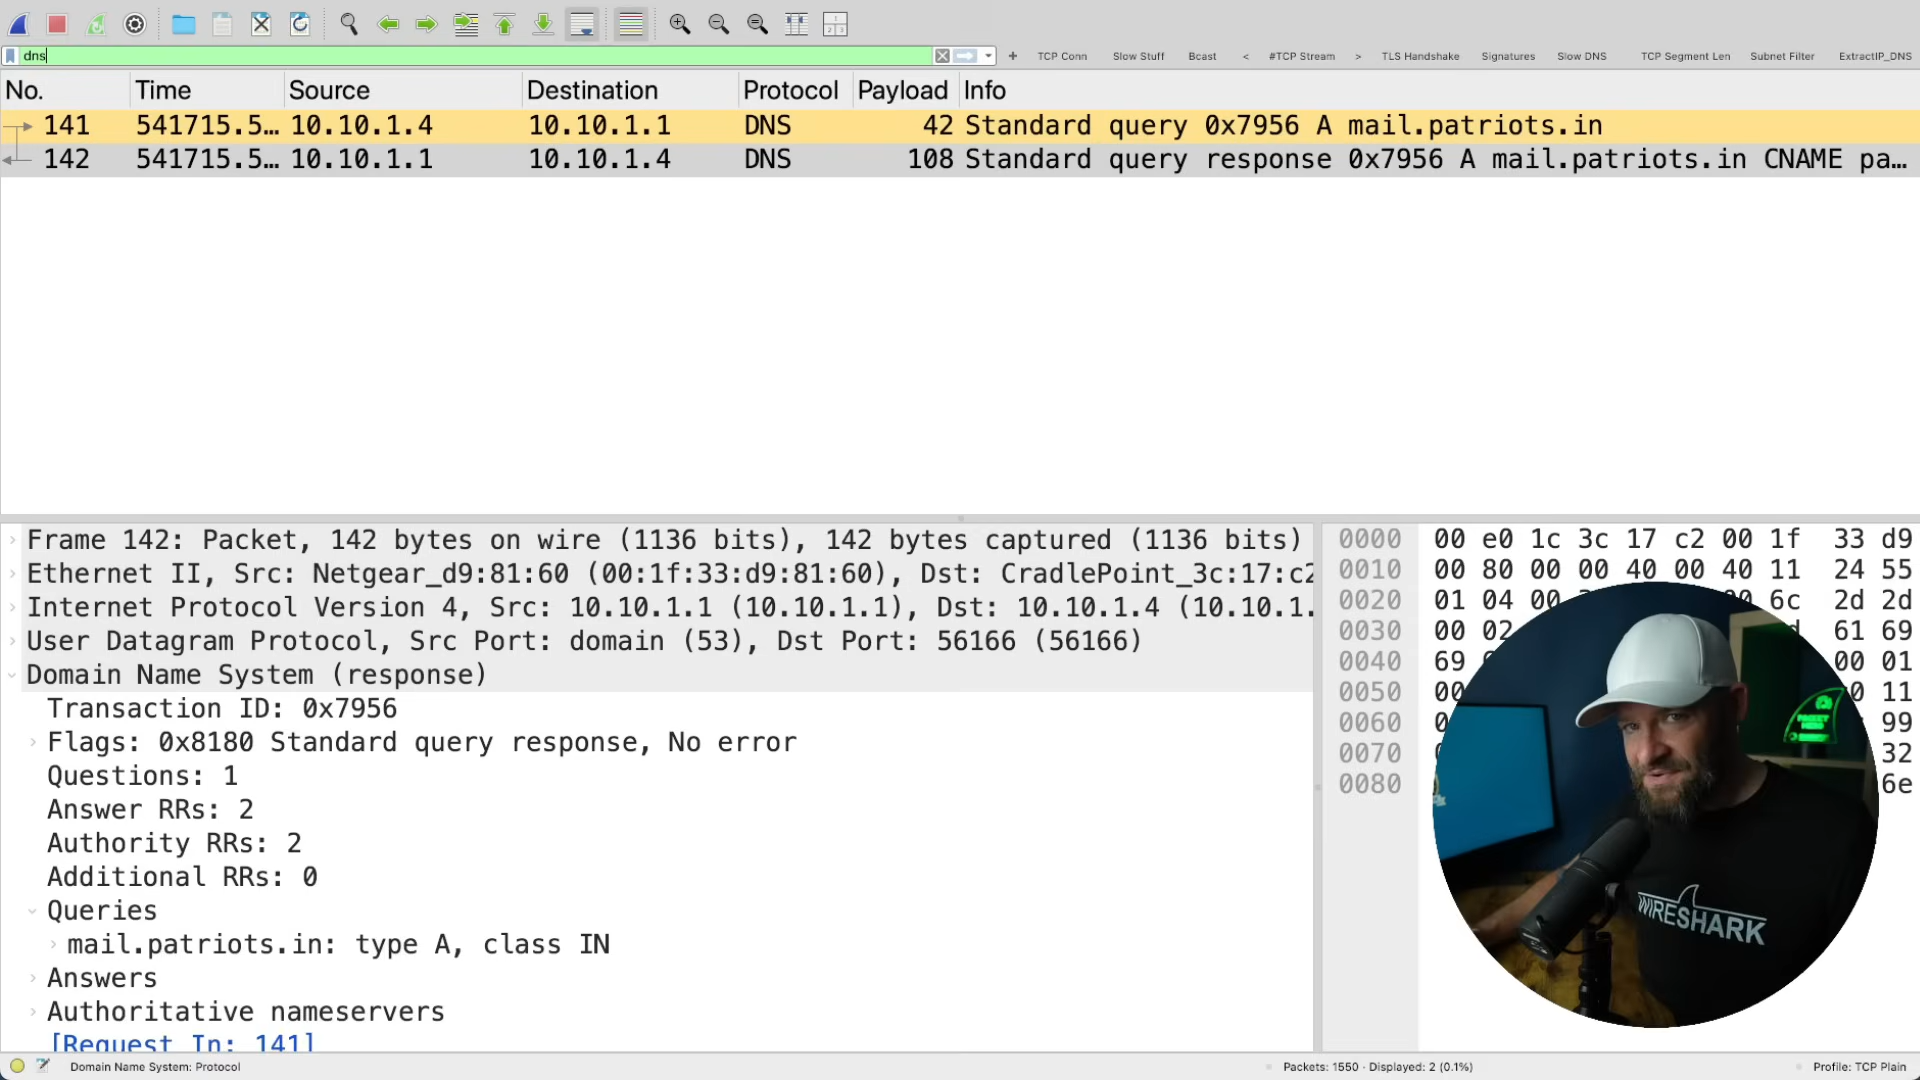 dns
+ TCP Conn Slow Stuff Bcast < #TCP Stream > TLS Handshake Signatures Slow DNS TCP Segment Len Subnet Filter ExtractIP_DNS
No. Time Source Destination Protocol Payload Info
141 541715.5… 10.10.1.4 10.10.1.1 DNS 42 Standard query 0x7956 A mail.patriots.in
142 541715.5… 10.10.1.1 10.10.1.4 DNS 108 Standard query response 0x7956 A mail.patriots.in CNAME pa…
Frame 142: Packet, 142 bytes on wire (1136 bits), 142 bytes captured (1136 bits)
Ethernet II, Src: Netgear_d9:81:60 (00:1f:33:d9:81:60), Dst: CradlePoint_3c:17:c2
Internet Protocol Version 4, Src: 10.10.1.1 (10.10.1.1), Dst: 10.10.1.4 (10.10.1.
User Datagram Protocol, Src Port: domain (53), Dst Port: 56166 (56166)
Domain Name System (response)
Transaction ID: 0x7956
Flags: 0x8180 Standard query response, No error
Questions: 1
Answer RRs: 2
Authority RRs: 2
Additional RRs: 0
Queries
mail.patriots.in: type A, class IN
Answers
Authoritative nameservers
[Request In: 141]
0000 00 e0 1c 3c 17 c2 00 1f 33 d9
0010 00 80 00 00 40 00 40 11 24 55
0020 01 04 00 6c 2d 2d
0030 00 02 61 69
0040 69 00 01
0050 00 11
0060 99
0070 32
0080 6e
WIRESHARK
Domain Name System: Protocol
Packets: 1550 · Displayed: 2 (0.1%)
Profile: TCP Plain